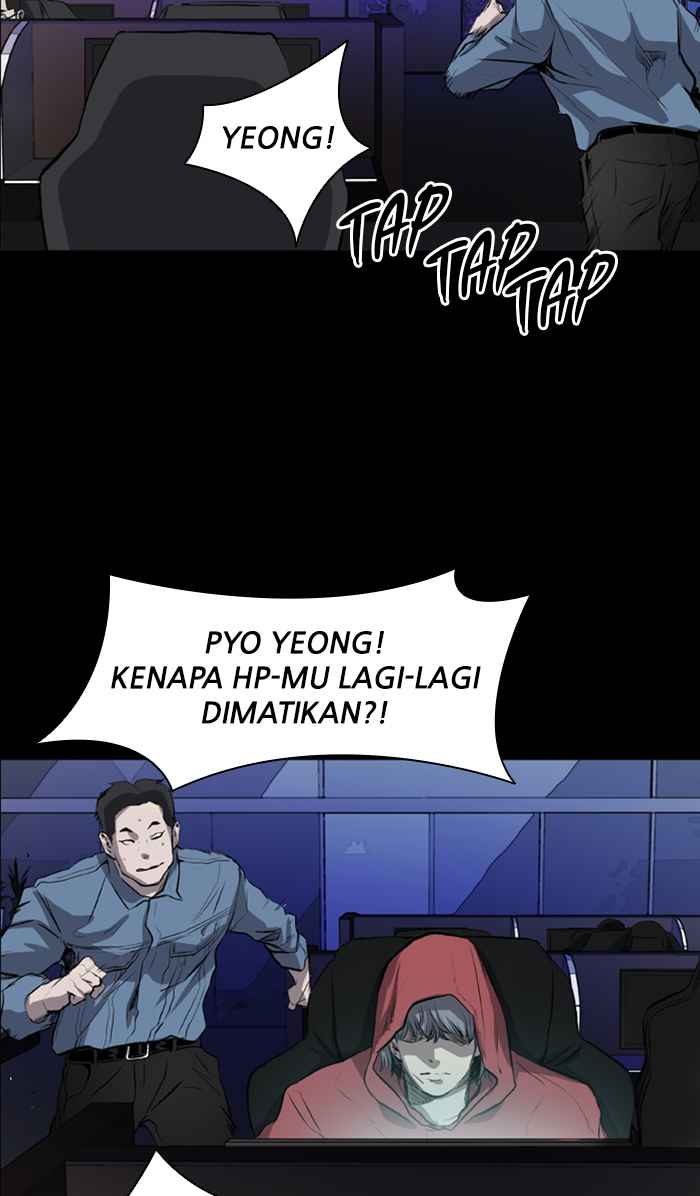 YEONG!
TAP
TAP
TAP
PYO YEONG!
KENAPA HP-MU LAGI-LAGI
DIMATIKAN?!